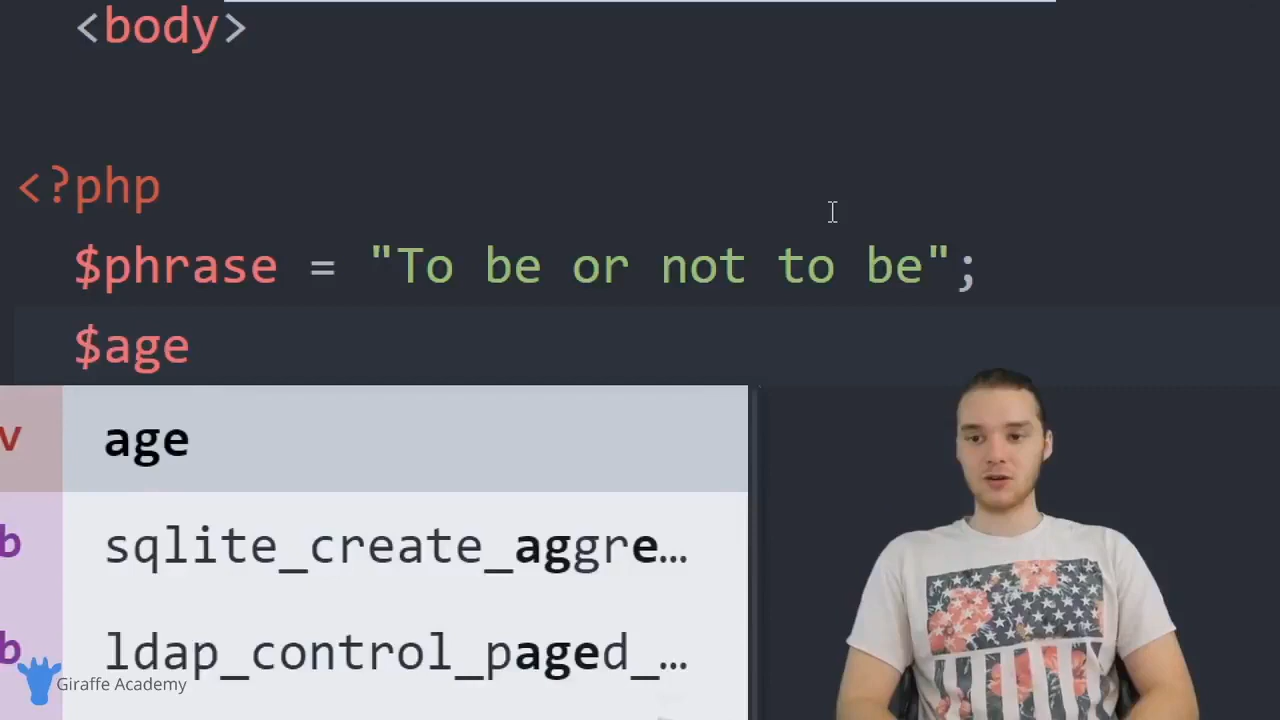 <body>
<?php
$phrase = "To be or not to be";
$age
v age
b sqlite_create_aggre…
b ldap_control_paged_…
Giraffe Academy